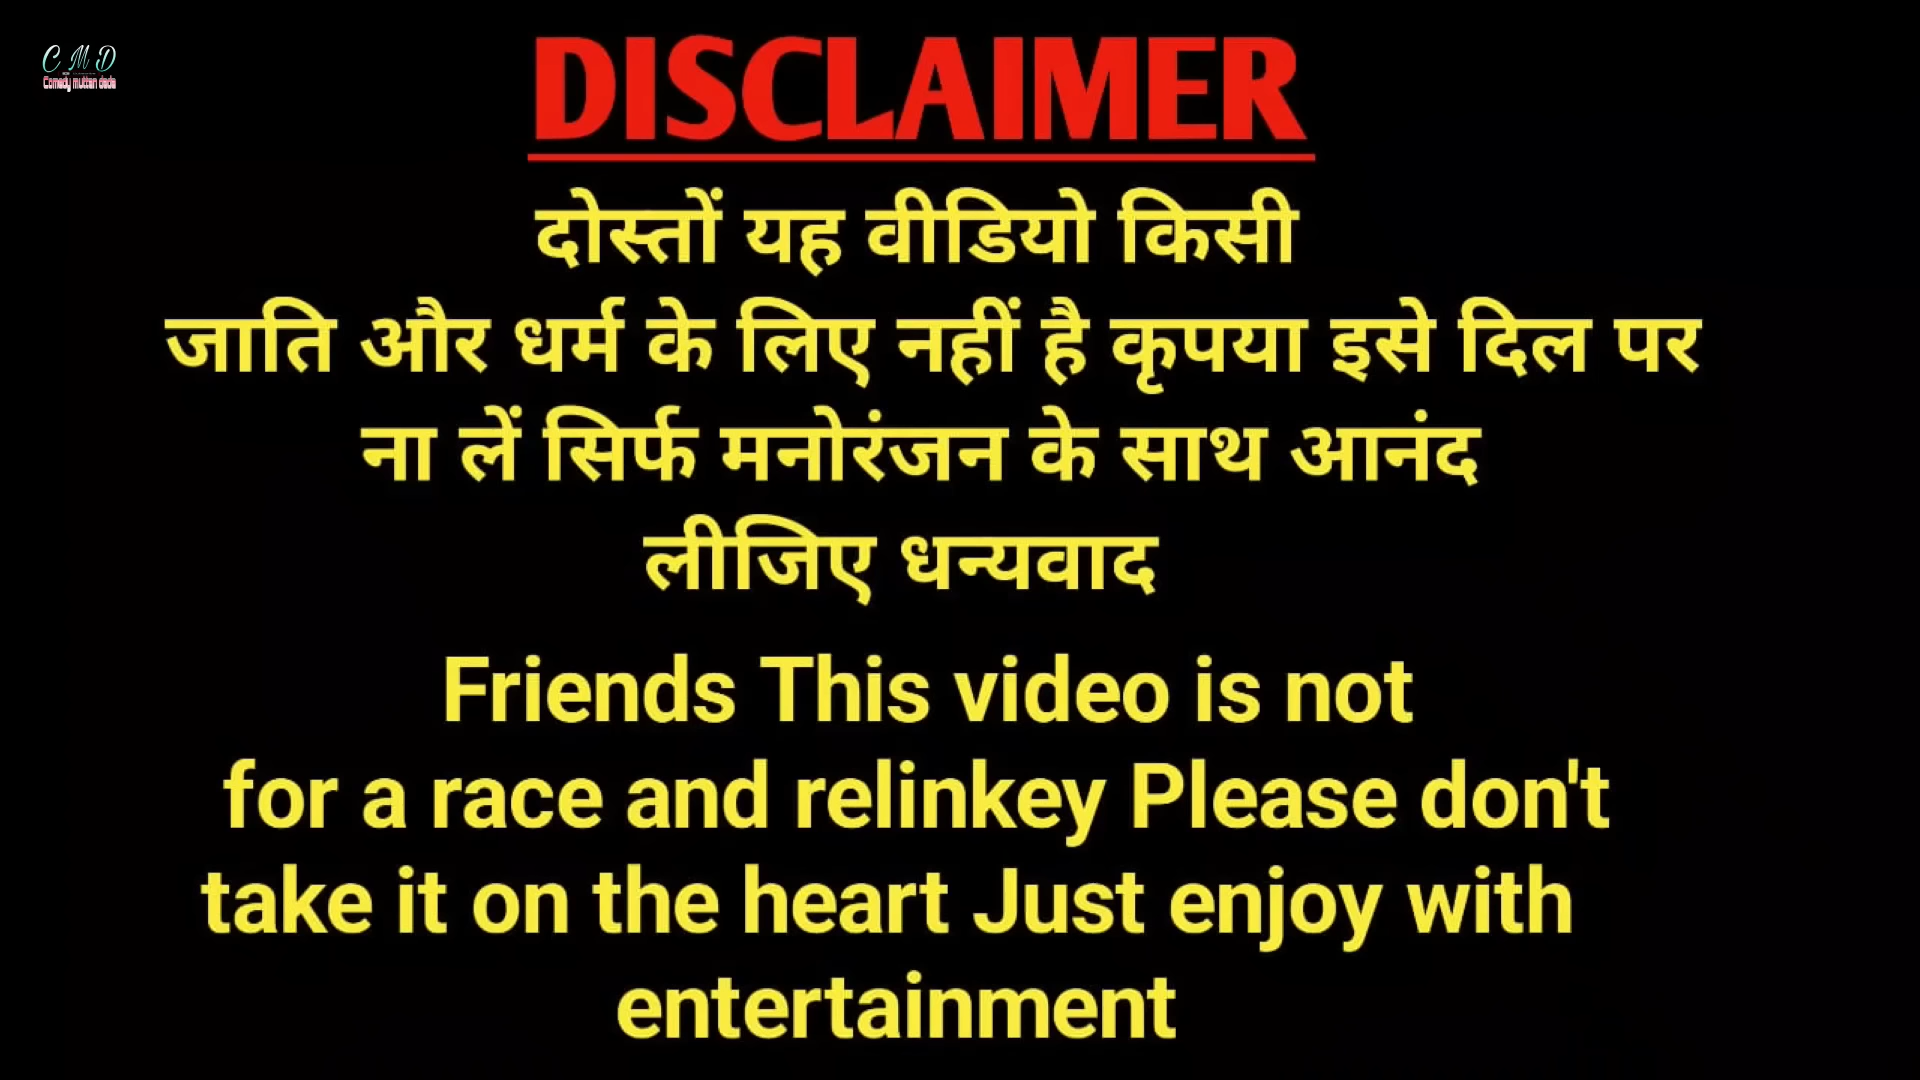 C M D
Comedy multan dada
DISCLAIMER
दोस्तों यह वीडियो किसी
जाति और धर्म के लिए नहीं है कृपया इसे दिल पर
ना लें सिर्फ मनोरंजन के साथ आनंद
लीजिए धन्यवाद
Friends This video is not
for a race and relinkey Please don't
take it on the heart Just enjoy with
entertainment